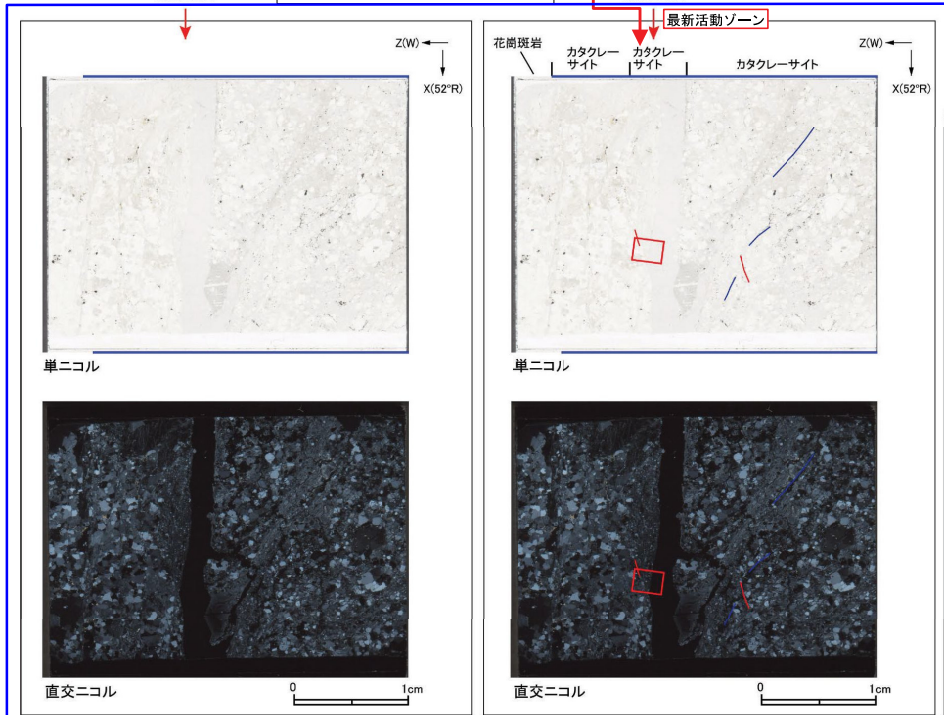 Z(W)
X(52°R)
単ニコル
直交ニコル
0 1cm
最新活動ゾーン
花崗斑岩
カタクレー
サイト
カタクレー
サイト
カタクレーサイト
Z(W)
X(52°R)
単ニコル
直交ニコル
0 1cm